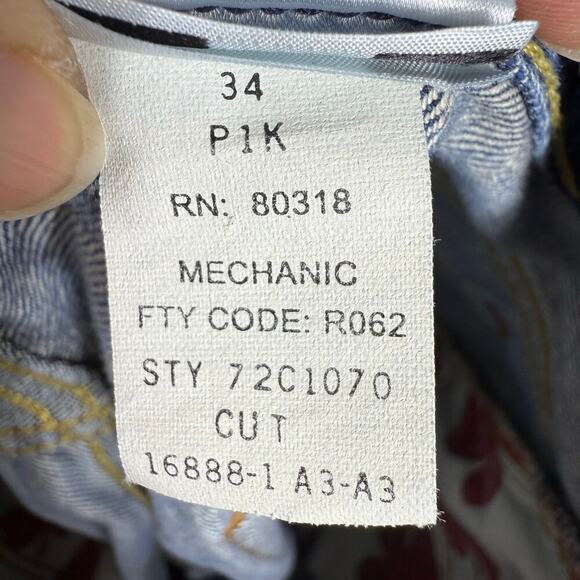 34
P1K
RN: 80318
MECHANIC
FTY CODE: R062
STY 72C1070
CUT
16888-1 A3-A3